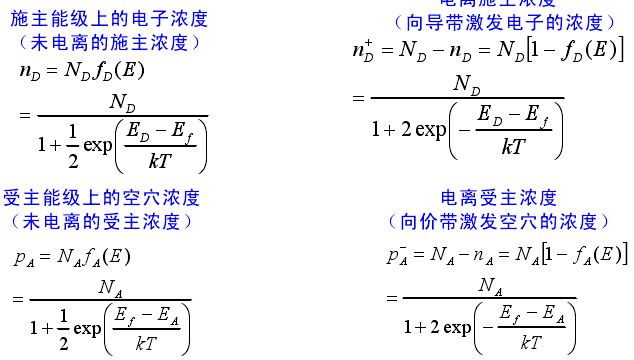 施主能级上的电子浓度
（未电离的施主浓度）
n_D = N_D f_D(E)
= \frac{N_D}{1+\frac{1}{2}\exp\left(\frac{E_D-E_f}{kT}\right)}
电离施主浓度
（向导带激发电子的浓度）
n_D^+ = N_D - n_D = N_D[1-f_D(E)]
= \frac{N_D}{1+2\exp\left(-\frac{E_D-E_f}{kT}\right)}
受主能级上的空穴浓度
（未电离的受主浓度）
p_A = N_A f_A(E)
= \frac{N_A}{1+\frac{1}{2}\exp\left(\frac{E_f-E_A}{kT}\right)}
电离受主浓度
（向价带激发空穴的浓度）
p_A^- = N_A - n_A = N_A[1-f_A(E)]
= \frac{N_A}{1+2\exp\left(-\frac{E_f-E_A}{kT}\right)}